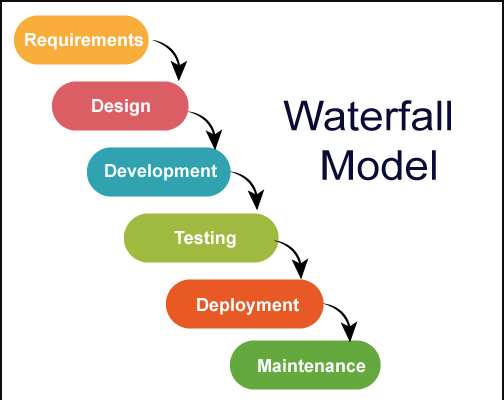 Requirements
Design
Waterfall
Model
Development
Testing
Deployment
Maintenance